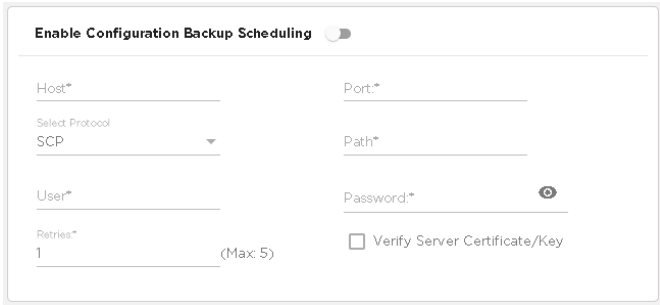 Enable Configuration Backup Scheduling
Host*
Port:*
Select Protocol
SCP
Path*
User*
Password:*
Retries:*
1 (Max: 5)
Verify Server Certificate/Key